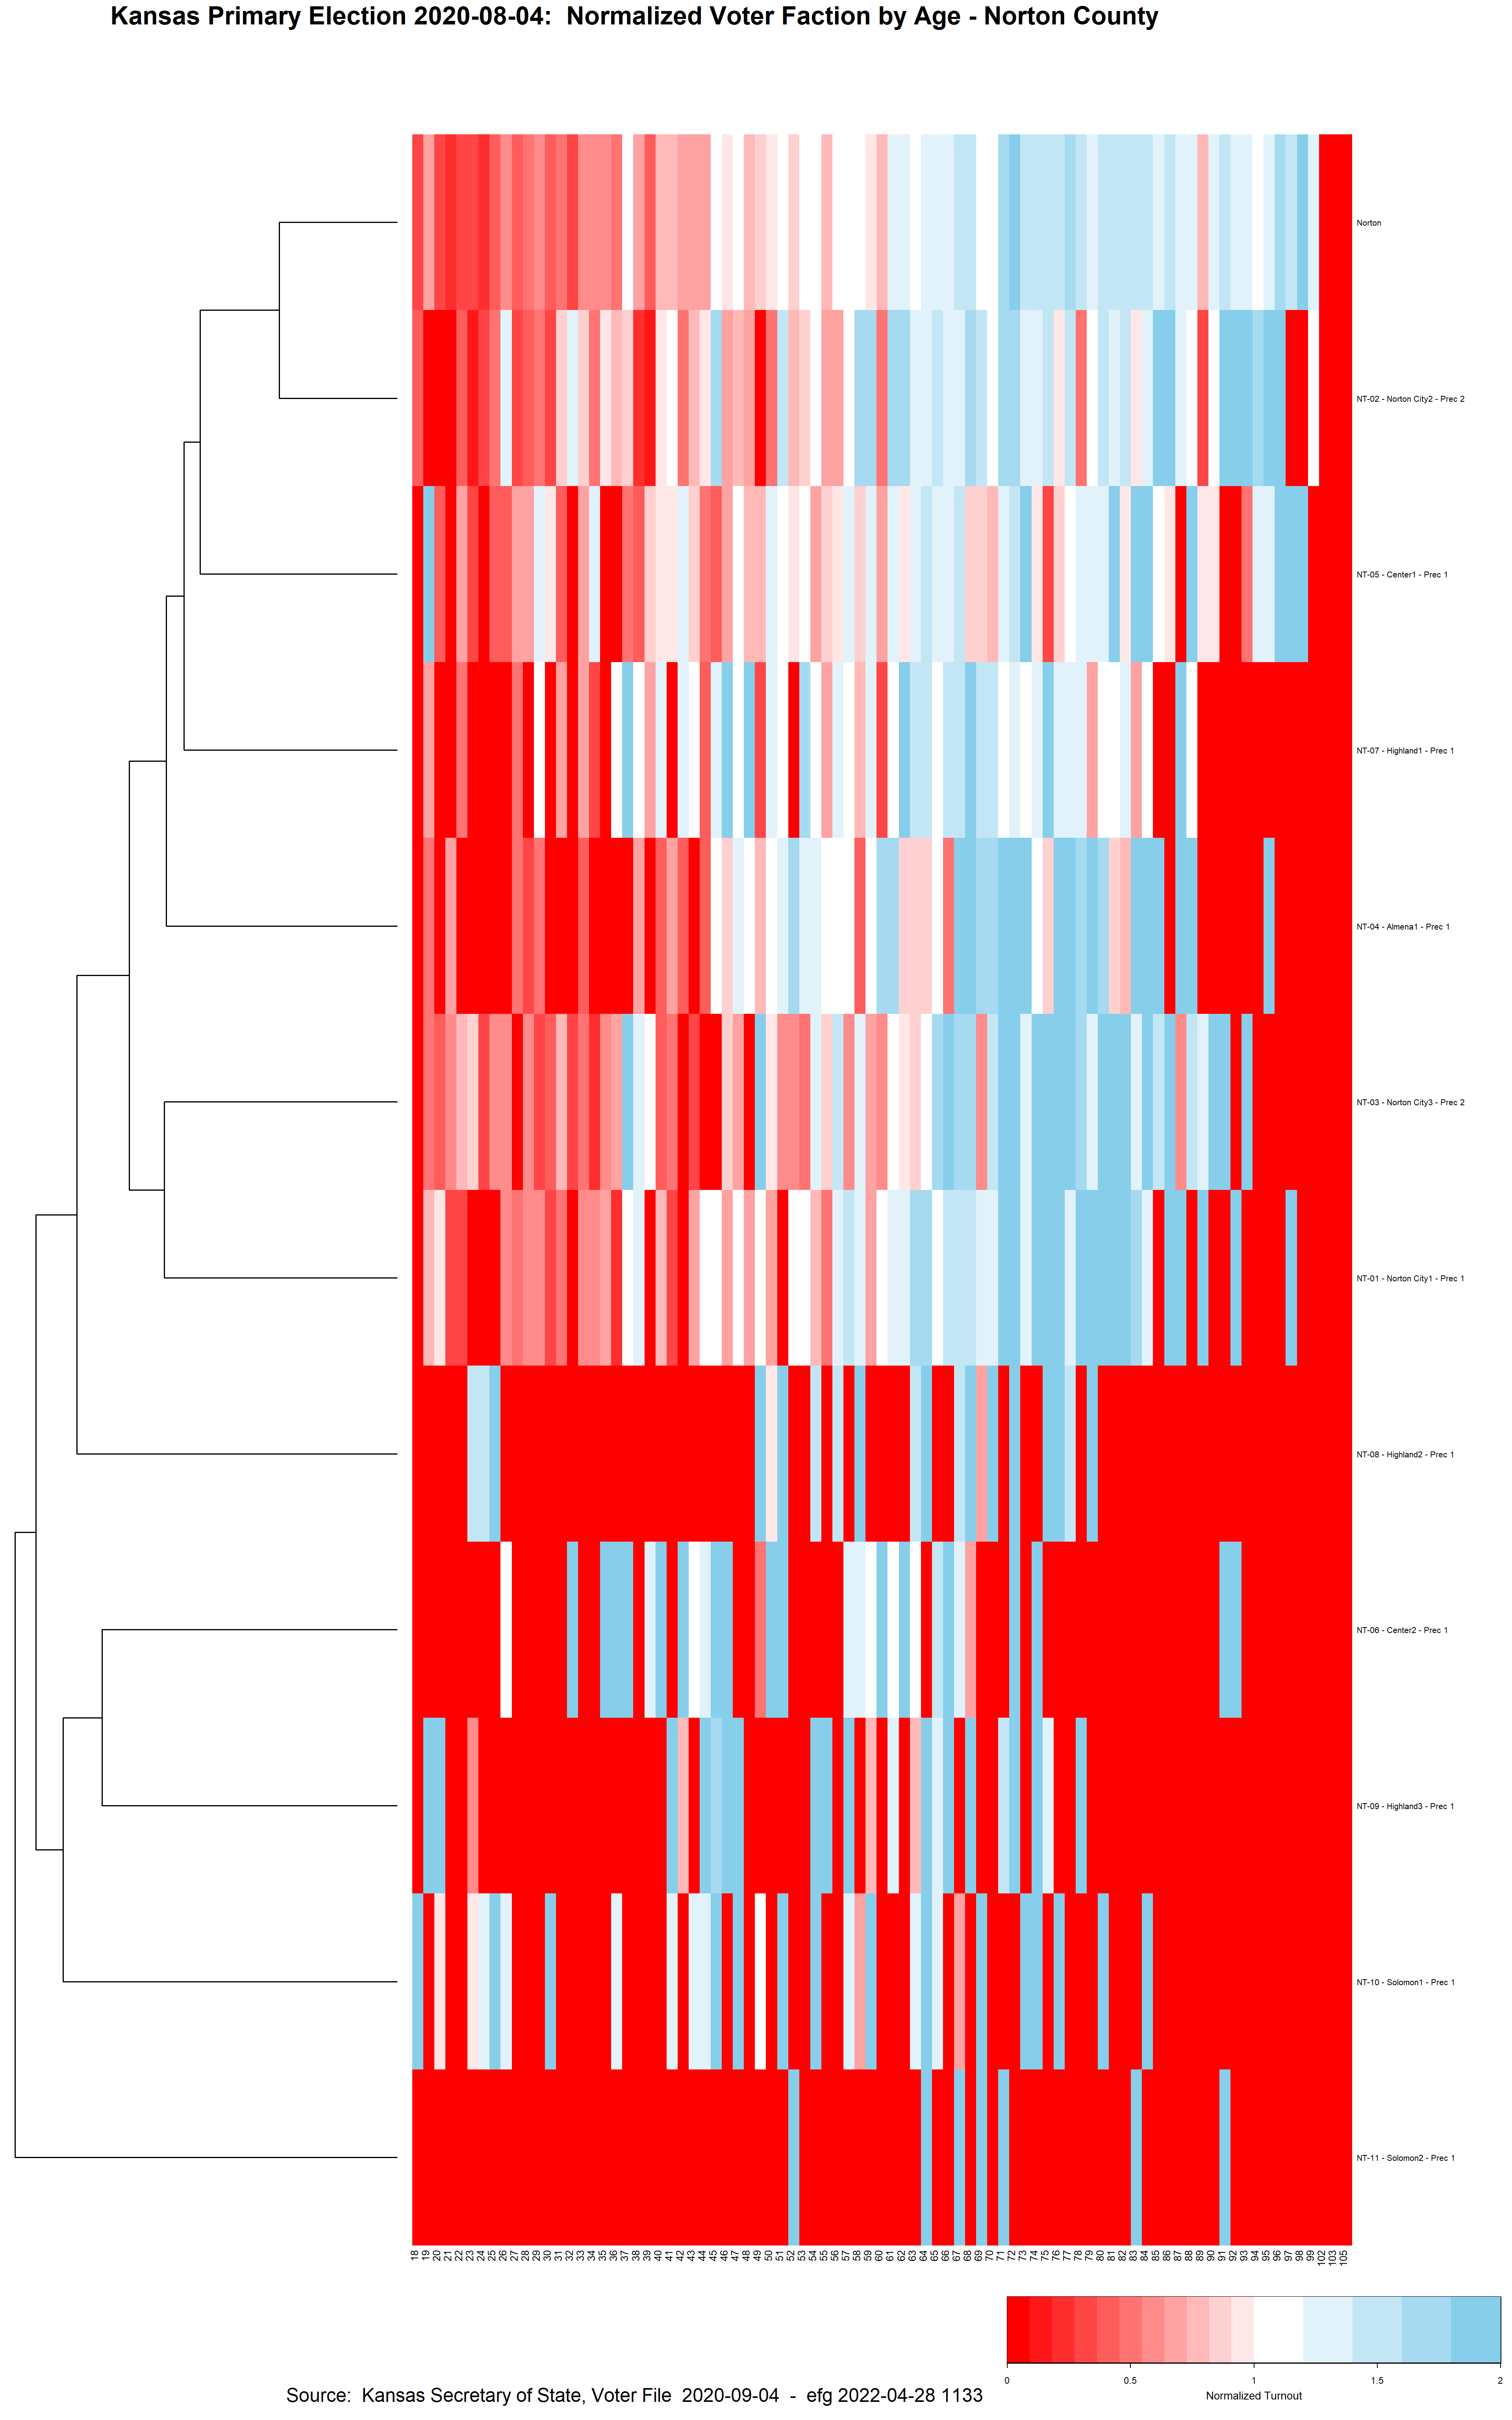 Kansas Primary Election 2020-08-04:  Normalized Voter Faction by Age - Norton County
Norton
NT-02 - Norton City2 - Prec 2
NT-05 - Center1 - Prec 1
NT-07 - Highland1 - Prec 1
NT-04 - Almena1 - Prec 1
NT-03 - Norton City3 - Prec 2
NT-01 - Norton City1 - Prec 1
NT-08 - Highland2 - Prec 1
NT-06 - Center2 - Prec 1
NT-09 - Highland3 - Prec 1
NT-10 - Solomon1 - Prec 1
NT-11 - Solomon2 - Prec 1
18 19 20 21 22 23 24 25 26 27 28 29 30 31 32 33 34 35 36 37 38 39 40 41 42 43 44 45 46 47 48 49 50 51 52 53 54 55 56 57 58 59 60 61 62 63 64 65 66 67 68 69 70 71 72 73 74 75 76 77 78 79 80 81 82 83 84 85 86 87 88 89 90 91 92 93 94 95 96 97 98 99 102 103 105
0 0.5 1 1.5 2
Normalized Turnout
Source:  Kansas Secretary of State, Voter File  2020-09-04  -  efg 2022-04-28 1133